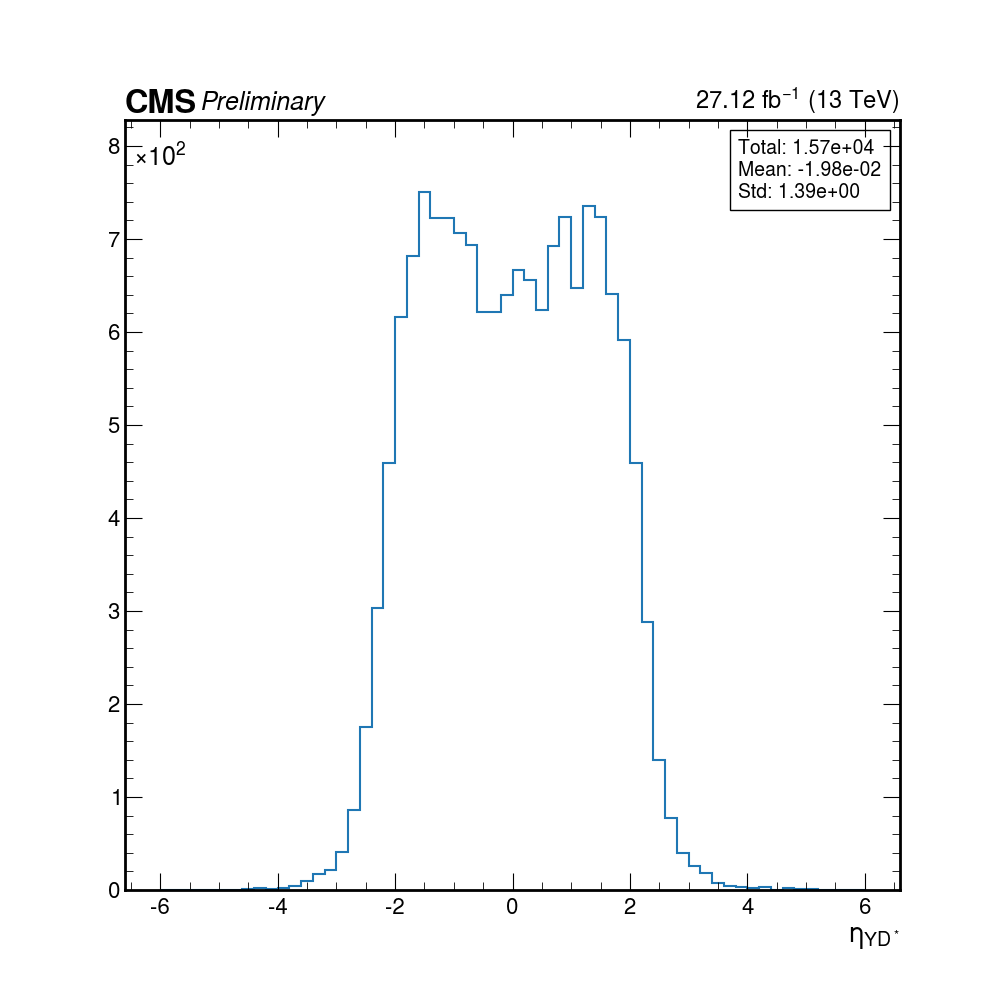 CMS Preliminary 27.12 fb⁻¹ (13 TeV)
×10²
Total: 1.57e+04
Mean: -1.98e-02
Std: 1.39e+00
8
7
6
5
4
3
2
1
0
-6 -4 -2 0 2 4 6
η_YD*